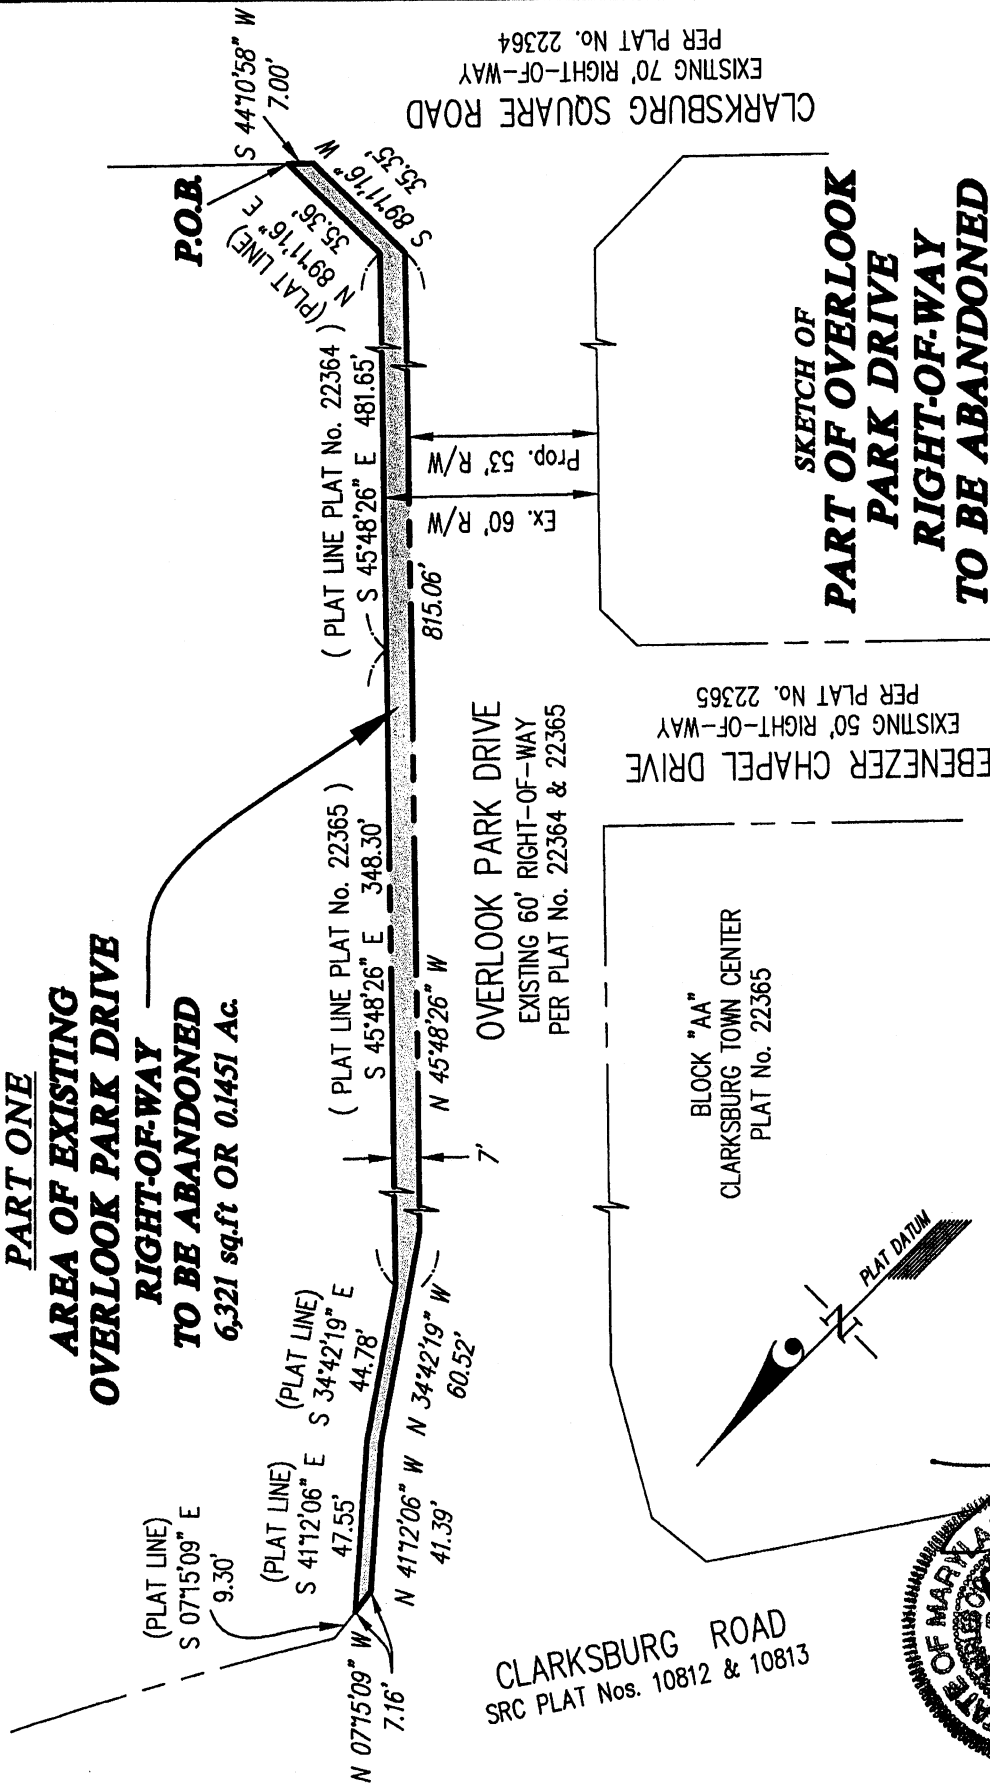 PART ONE
AREA OF EXISTING
OVERLOOK PARK DRIVE
RIGHT-OF-WAY
TO BE ABANDONED
6,321 sq.ft OR 0.1451 Ac.
(PLAT LINE)
S 07°15'09" E
9.30'
(PLAT LINE)
S 41°12'06" E
47.55'
(PLAT LINE)
S 34°42'19" E
44.78'
( PLAT LINE PLAT No. 22365 )
S 45°48'26" E 348.30'
( PLAT LINE PLAT No. 22364 )
S 45°48'26" E 481.65'
(PLAT LINE)
N 89°11'16" E
35.36'
P.O.B.
S 44°10'58" W
7.00'
S 89°11'16" W
35.35'
N 07°15'09" W
7.16'
N 41°12'06" W
41.39'
N 34°42'19" W
60.52'
7'
N 45°48'26" W
815.06'
Ex. 60' R/W
Prop. 53' R/W
OVERLOOK PARK DRIVE
EXISTING 60' RIGHT-OF-WAY
PER PLAT No. 22364 & 22365
CLARKSBURG SQUARE ROAD
EXISTING 70' RIGHT-OF-WAY
PER PLAT No. 22364
EBENEZER CHAPEL DRIVE
EXISTING 50' RIGHT-OF-WAY
PER PLAT No. 22365
BLOCK "AA"
CLARKSBURG TOWN CENTER
PLAT No. 22365
CLARKSBURG ROAD
SRC PLAT Nos. 10812 & 10813
N
PLAT DATUM
SKETCH OF
PART OF OVERLOOK
PARK DRIVE
RIGHT-OF-WAY
TO BE ABANDONED
OF MARYLA